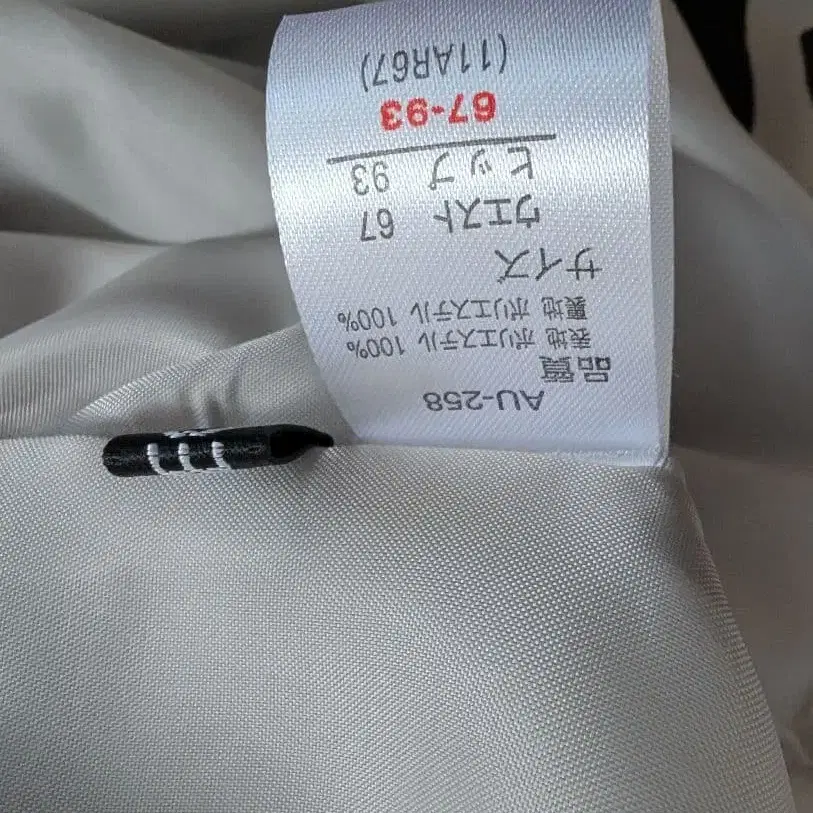 AU-258
品質
表地 ポリエステル 100%
裏地 ポリエステル 100%
サイズ
ウエスト 67
ヒップ 93
67-93
(11AR67)